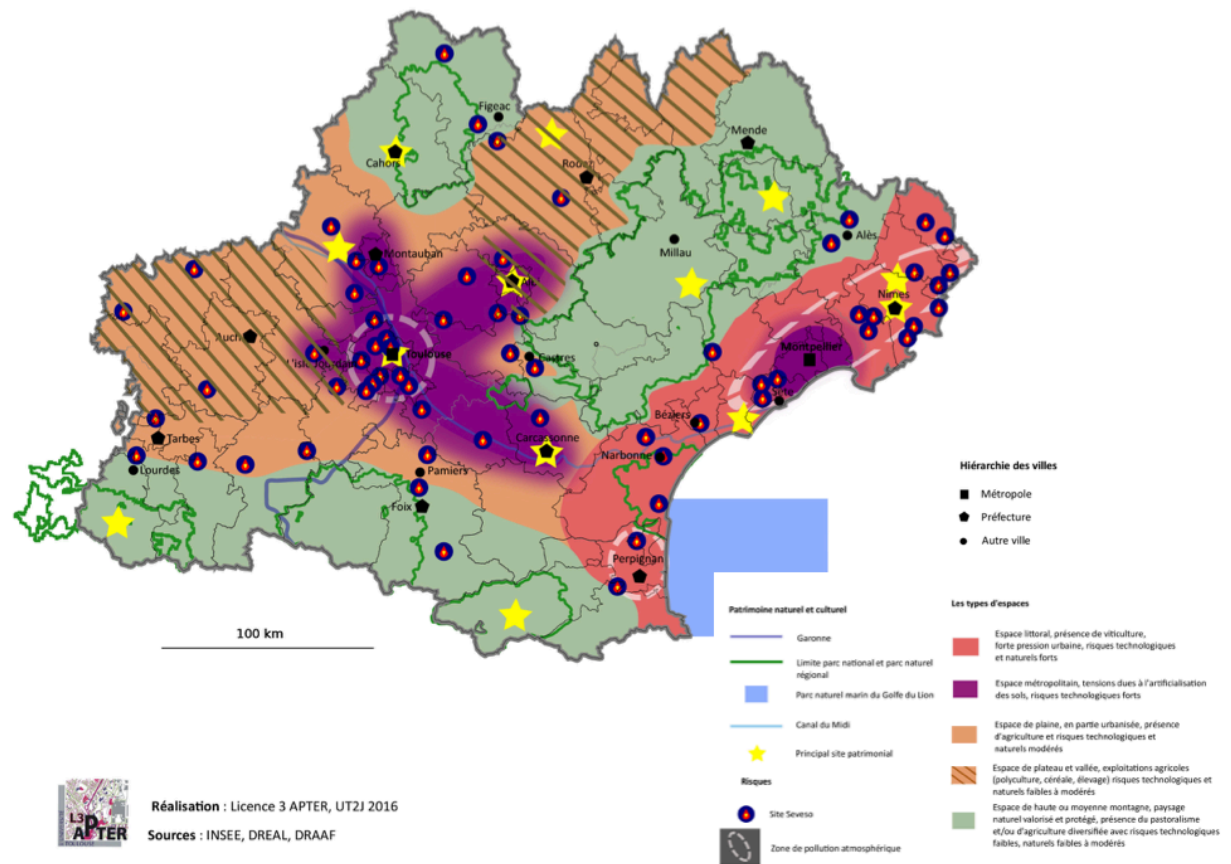 Figeac
Mende
Cahors
Rodez
Alès
Millau
Montauban
Albi
Nîmes
Auch
L'isle Jourdain
Toulouse
Castres
Montpellier
Sète
Béziers
Tarbes
Carcassonne
Narbonne
Lourdes
Pamiers
Foix
Perpignan
100 km
Hiérarchie des villes
Métropole
Préfecture
Autre ville
Patrimoine naturel et culturel
Garonne
Limite parc national et parc naturel
régional
Parc naturel marin du Golfe du Lion
Canal du Midi
Principal site patrimonial
Risques
Site Seveso
Zone de pollution atmosphérique
Les types d'espaces
Espace littoral, présence de viticulture,
forte pression urbaine, risques technologiques
et naturels forts
Espace métropolitain, tensions dues à l'artificialisation
des sols, risques technologiques forts
Espace de plaine, en partie urbanisée, présence
d'agriculture et risques technologiques et
naturels modérés
Espace de plateau et vallée, exploitations agricoles
(polyculture, céréale, élevage) risques technologiques et
naturels faibles à modérés
Espace de haute ou moyenne montagne, paysage
naturel valorisé et protégé, présence du pastoralisme
et/ou d'agriculture diversifiée avec risques technologiques
faibles, naturels faibles à modérés
L3
APTER
Réalisation : Licence 3 APTER, UT2J 2016
Sources : INSEE, DREAL, DRAAF